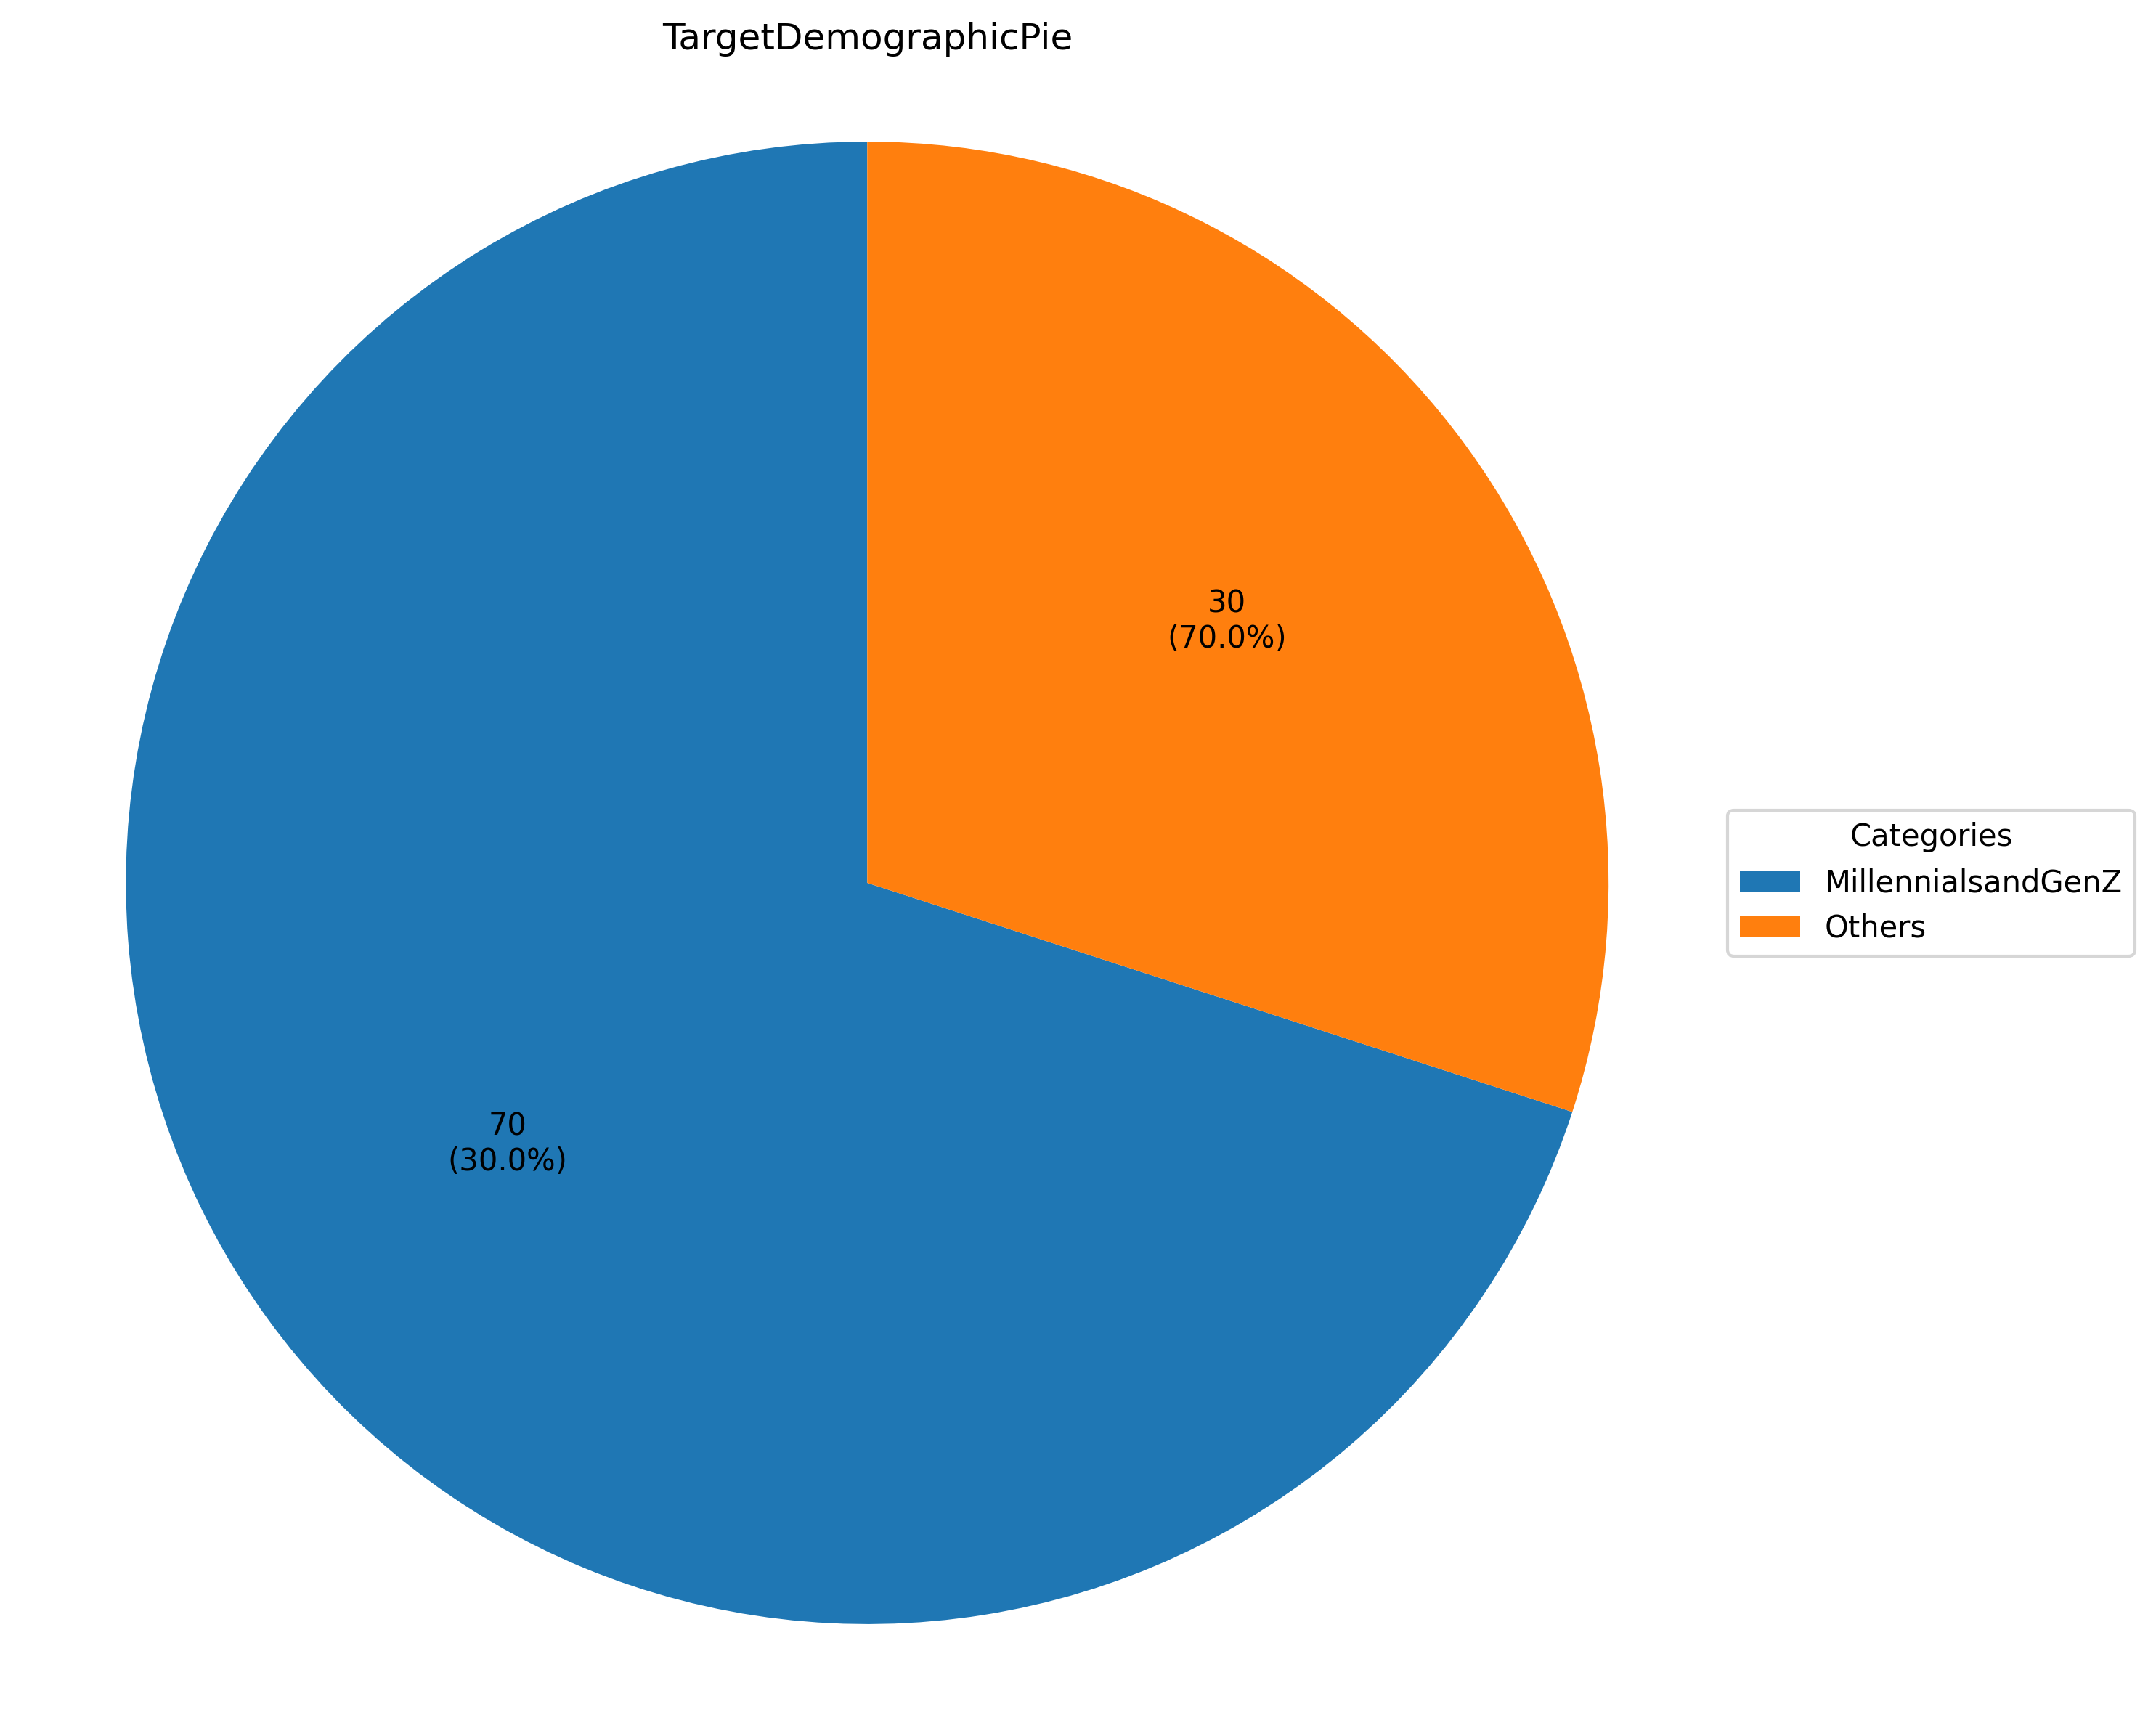 TargetDemographicPie
30
(70.0%)
70
(30.0%)
Categories
MillennialsandGenZ
Others